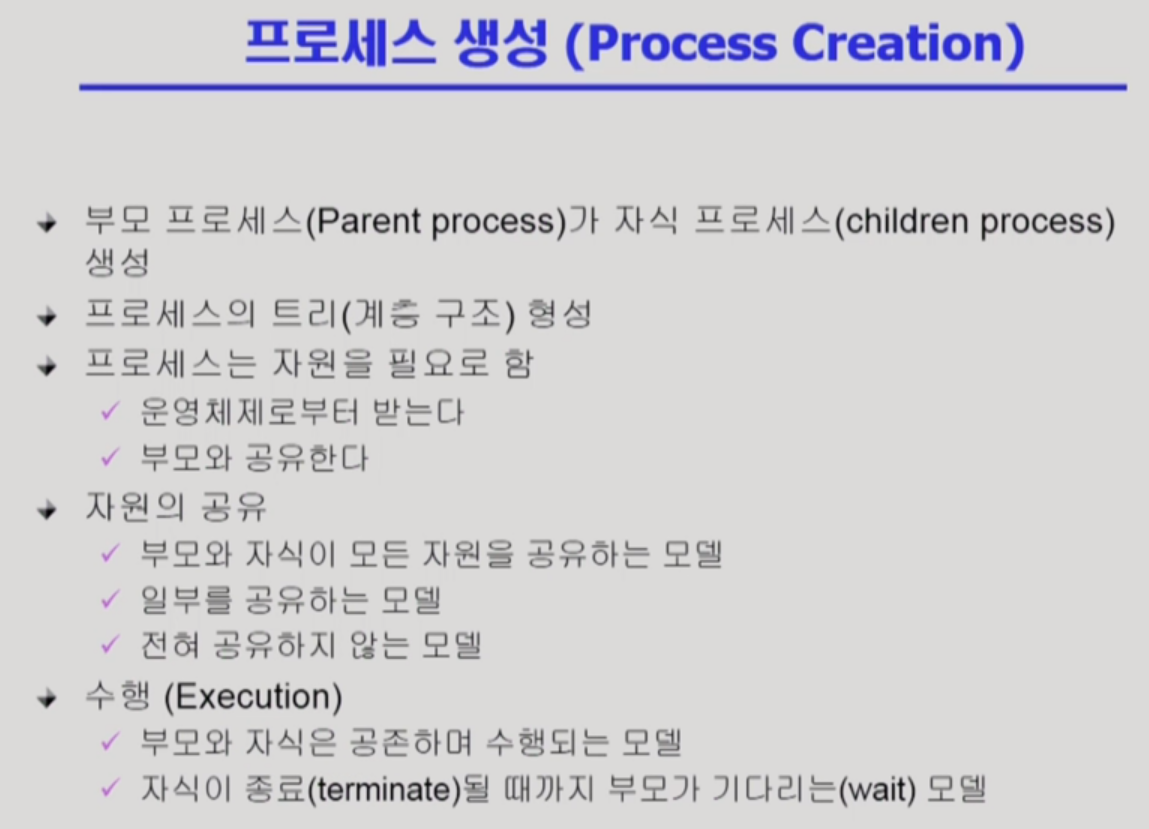 프로세스 생성 (Process Creation)
부모 프로세스(Parent process)가 자식 프로세스(children process)
생성
프로세스의 트리(계층 구조) 형성
프로세스는 자원을 필요로 함
운영체제로부터 받는다
부모와 공유한다
자원의 공유
부모와 자식이 모든 자원을 공유하는 모델
일부를 공유하는 모델
전혀 공유하지 않는 모델
수행 (Execution)
부모와 자식은 공존하며 수행되는 모델
자식이 종료(terminate)될 때까지 부모가 기다리는(wait) 모델